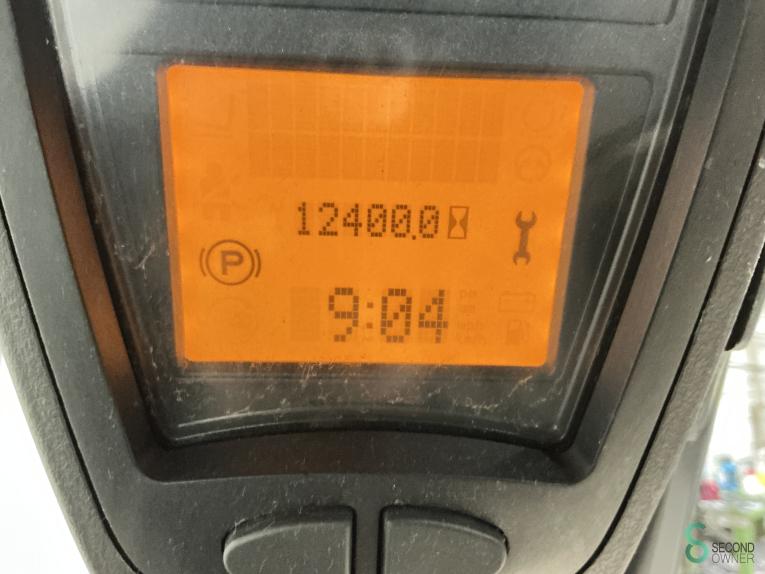 12400.0
P
9:04
SECOND
OWNER